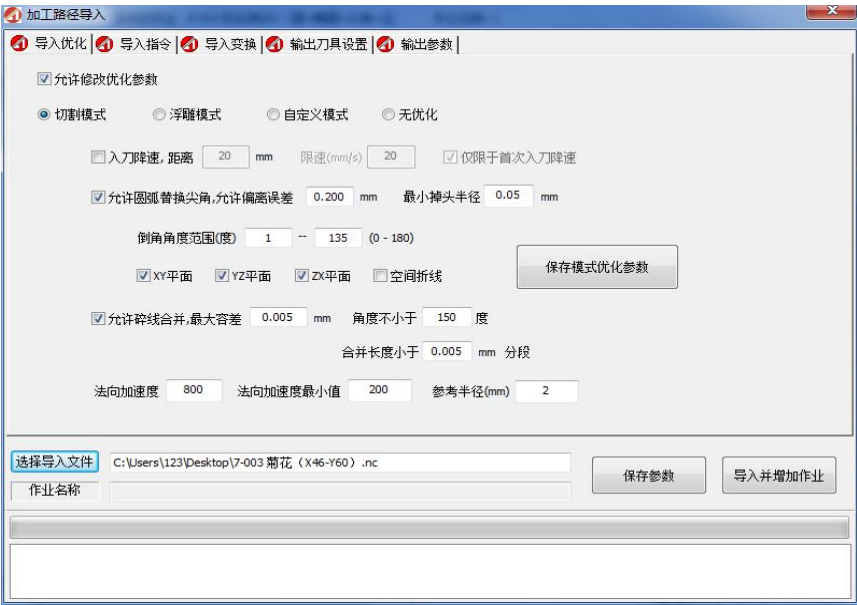 加工路径导入
导入优化 导入指令 导入变换 输出刀具设置 输出参数
允许修改优化参数
切割模式 浮雕模式 自定义模式 无优化
入刀降速,距离 20 mm 限速(mm/s) 20 仅限于首次入刀降速
允许圆弧替换尖角,允许偏离误差 0.200 mm 最小掉头半径 0.05 mm
倒角角度范围(度) 1 -- 135 (0 - 180)
XY平面 YZ平面 ZX平面 空间折线
保存模式优化参数
允许碎线合并,最大容差 0.005 mm 角度不小于 150 度
合并长度小于 0.005 mm 分段
法向加速度 800 法向加速度最小值 200 参考半径(mm) 2
选择导入文件 C:\Users\123\Desktop\7-003 菊花（X46-Y60）.nc
作业名称
保存参数 导入并增加作业